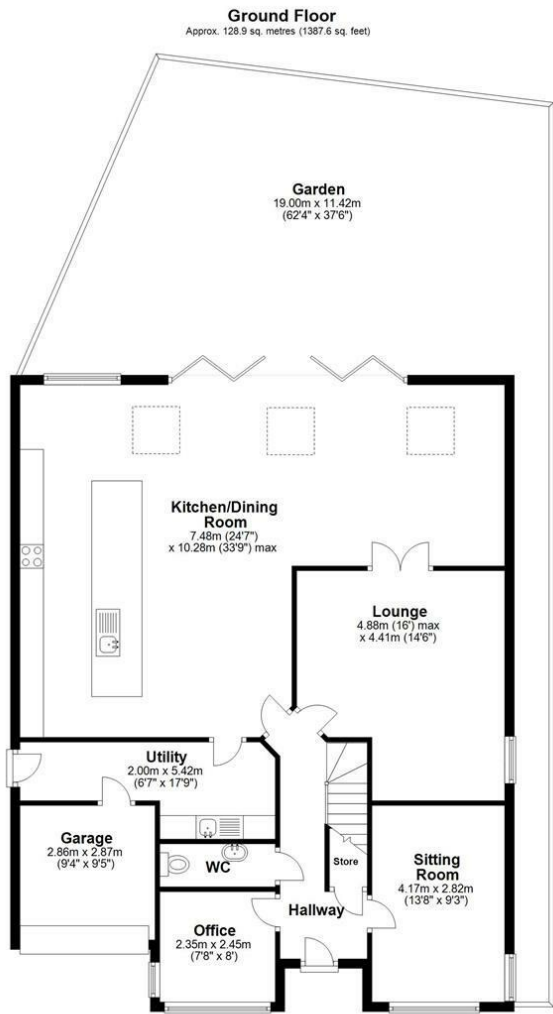 Ground Floor
Approx. 128.9 sq. metres (1387.6 sq. feet)
Garden
19.00m x 11.42m
(62'4" x 37'6")
Kitchen/Dining
Room
7.48m (24'7")
x 10.28m (33'9") max
Lounge
4.88m (16') max
x 4.41m (14'6")
Utility
2.00m x 5.42m
(6'7" x 17'9")
Garage
2.86m x 2.87m
(9'4" x 9'5")
WC
Store
Sitting
Room
4.17m x 2.82m
(13'8" x 9'3")
Hallway
Office
2.35m x 2.45m
(7'8" x 8')